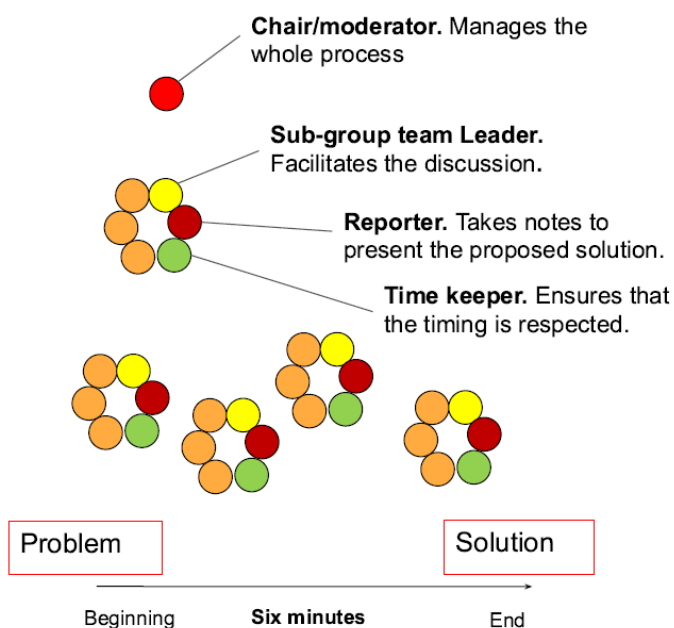 Chair/moderator. Manages the
whole process
Sub-group team Leader.
Facilitates the discussion.
Reporter. Takes notes to
present the proposed solution.
Time keeper. Ensures that
the timing is respected.
Problem
Solution
Beginning
Six minutes
End